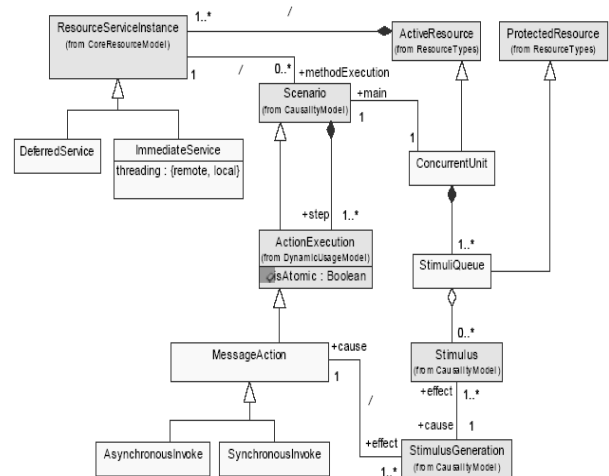 /
1..*
ResourceServiceInstance
(from CoreResourceModel)
ActiveResource
(from ResourceTypes)
ProtectedResource
(from ResourceTypes)
1
/
0..*
+methodExecution
Scenario
(from CausalityModel)
+main
1
1
DeferredService
ImmediateService
threading : {remote, local}
ConcurrentUnit
+step
1..*
1..*
ActionExecution
(from DynamicUsageModel)
isAtomic : Boolean
StimuliQueue
0..*
MessageAction
+cause
1
/
Stimulus
(from CausalityModel)
+effect
1..*
+cause
1
AsynchronousInvoke
SynchronousInvoke
+effect
1..*
StimulusGeneration
(from CausalityModel)